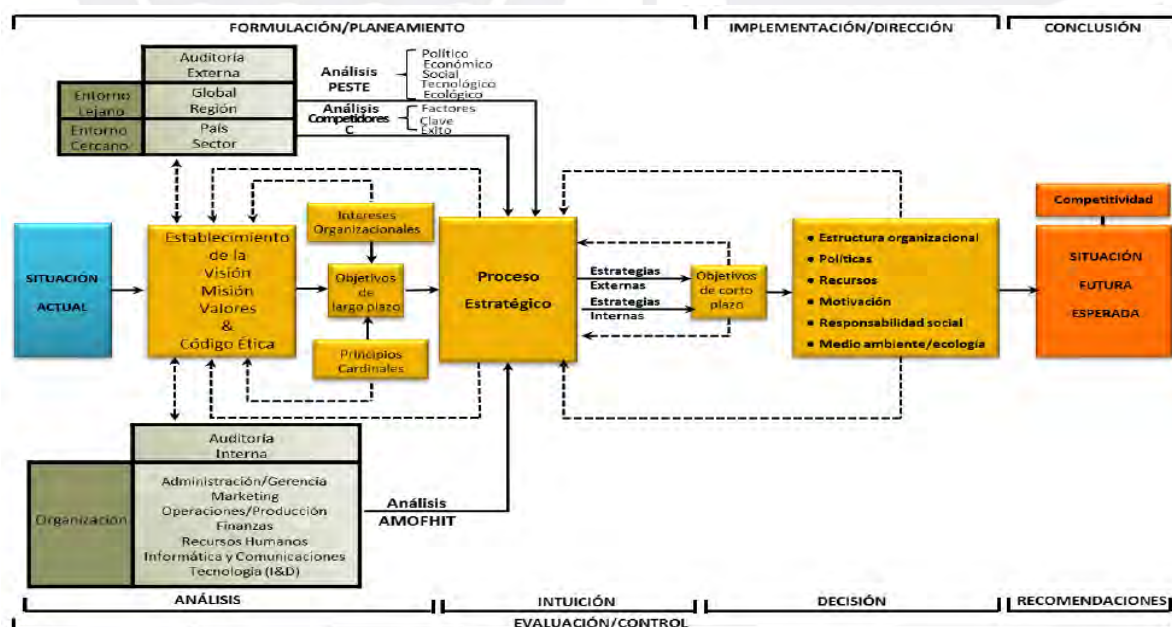 FORMULACIÓN/PLANEAMIENTO
IMPLEMENTACIÓN/DIRECCIÓN
CONCLUSIÓN
Auditoría
Externa
Entorno
Lejano
Global
Región
Entorno
Cercano
País
Sector
Análisis
PESTE
Político
Económico
Social
Tecnológico
Ecológico
Análisis
Competidores
C
Factores
Clave
Éxito
SITUACIÓN
ACTUAL
Establecimiento
de la
Visión
Misión
Valores
&
Código Ética
Intereses
Organizacionales
Objetivos
de
largo plazo
Principios
Cardinales
Proceso
Estratégico
Estrategias
Externas
Estrategias
Internas
Objetivos
de corto
plazo
• Estructura organizacional
• Políticas
• Recursos
• Motivación
• Responsabilidad social
• Medio ambiente/ecología
Competitividad
SITUACIÓN
FUTURA
ESPERADA
Auditoría
Interna
Organización
Administración/Gerencia
Marketing
Operaciones/Producción
Finanzas
Recursos Humanos
Informática y Comunicaciones
Tecnología (I&D)
Análisis
AMOFHIT
ANÁLISIS
INTUICIÓN
DECISIÓN
RECOMENDACIONES
EVALUACIÓN/CONTROL